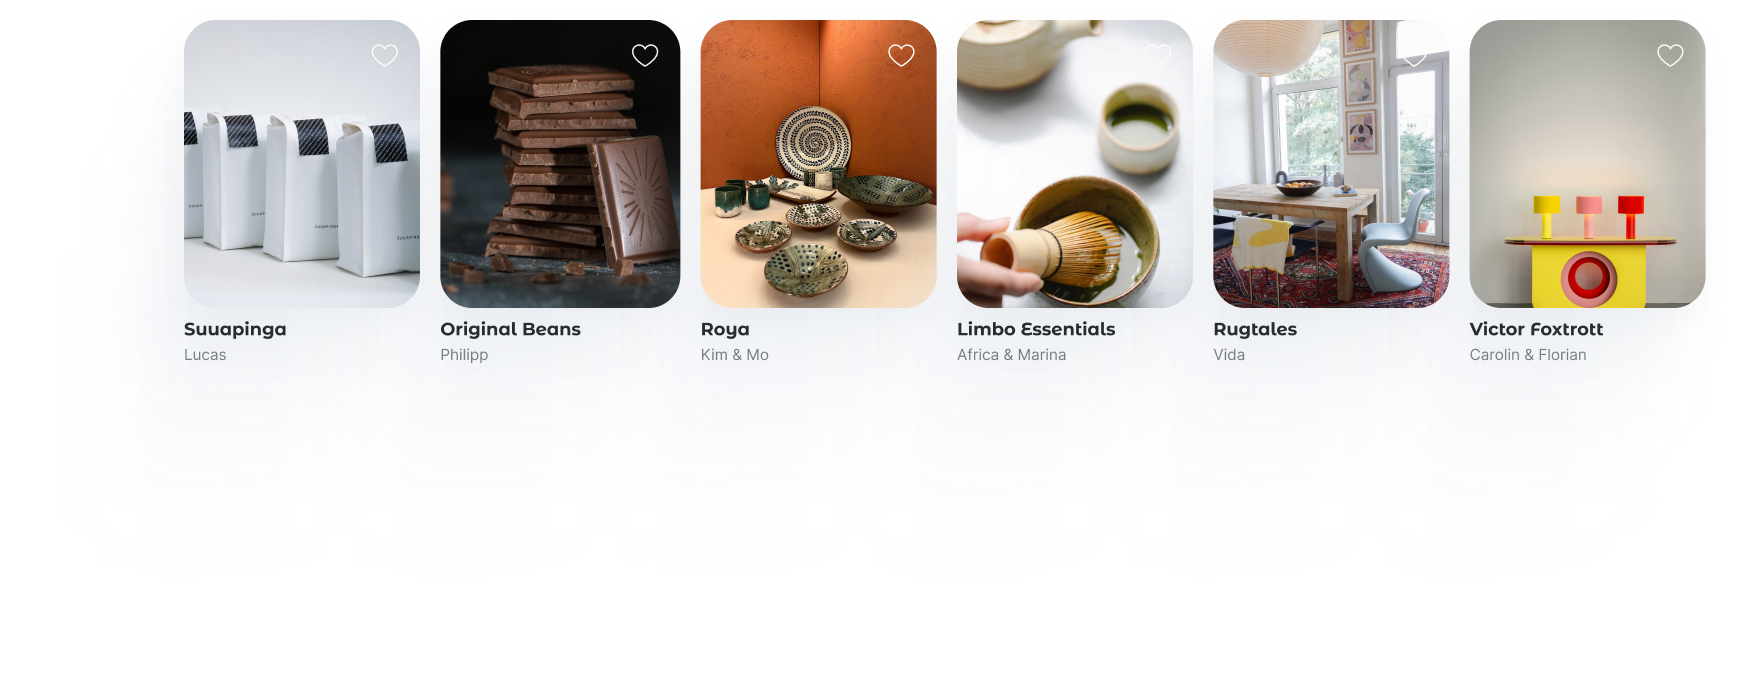 Suuapinga
Lucas
Original Beans
Philipp
Roya
Kim & Mo
Limbo Essentials
Africa & Marina
Rugtales
Vida
Victor Foxtrott
Carolin & Florian